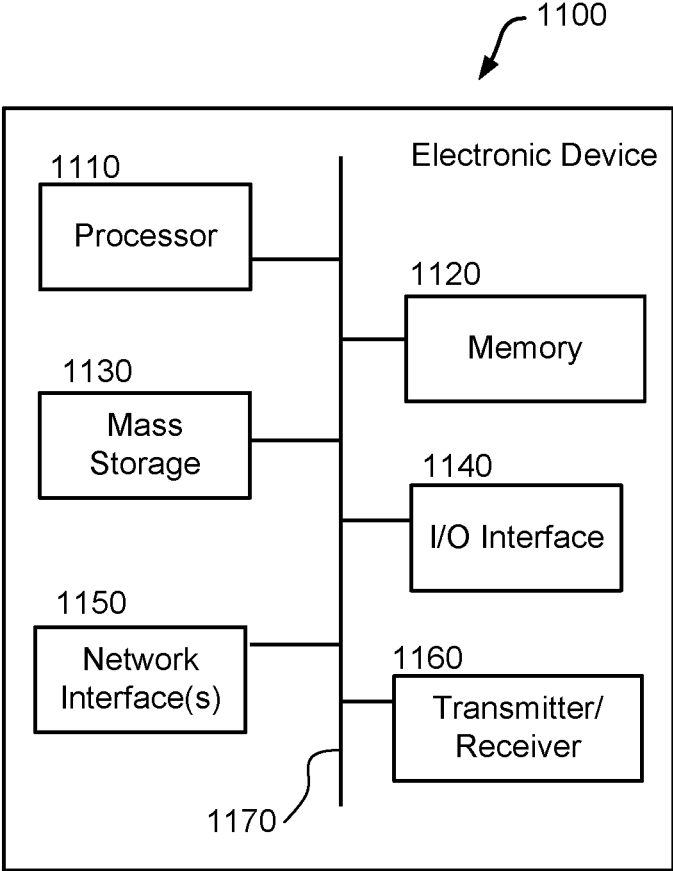 1100
Electronic Device
1110
Processor
1120
Memory
1130
Mass
Storage
1140
I/O Interface
1150
Network
Interface(s)
1160
Transmitter/
Receiver
1170